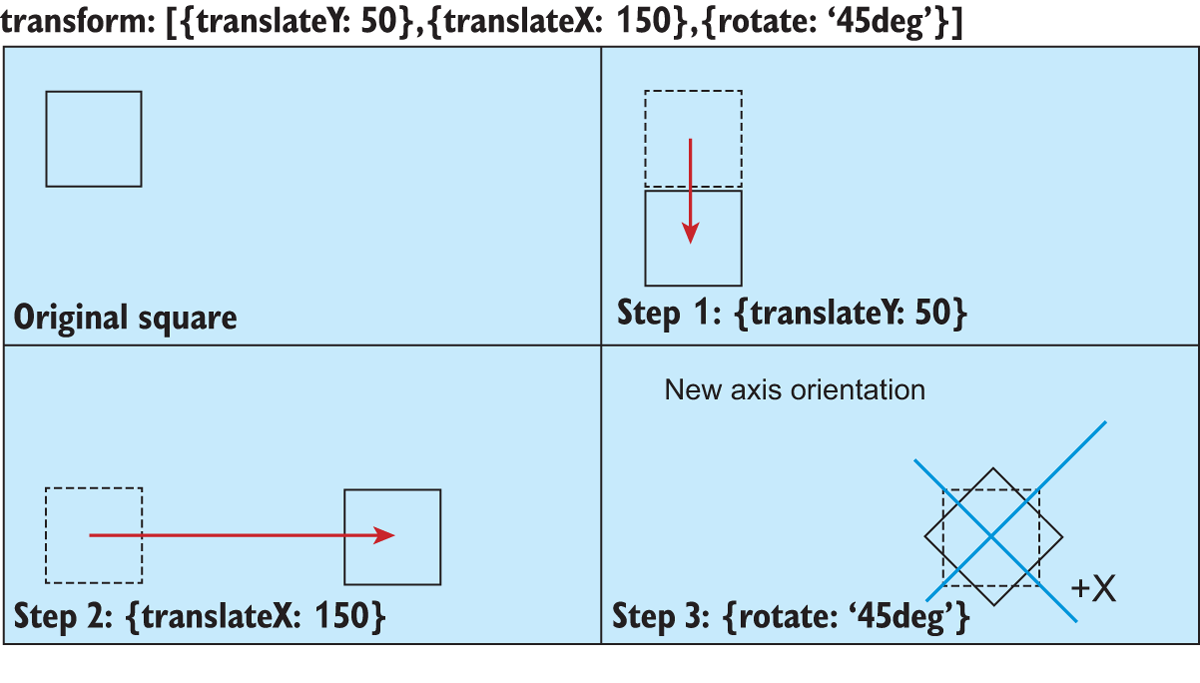 transform: [{translateY: 50},{translateX: 150},{rotate: ‘45deg’}]
Original square
Step 1: {translateY: 50}
Step 2: {translateX: 150}
New axis orientation
+X
Step 3: {rotate: ‘45deg’}